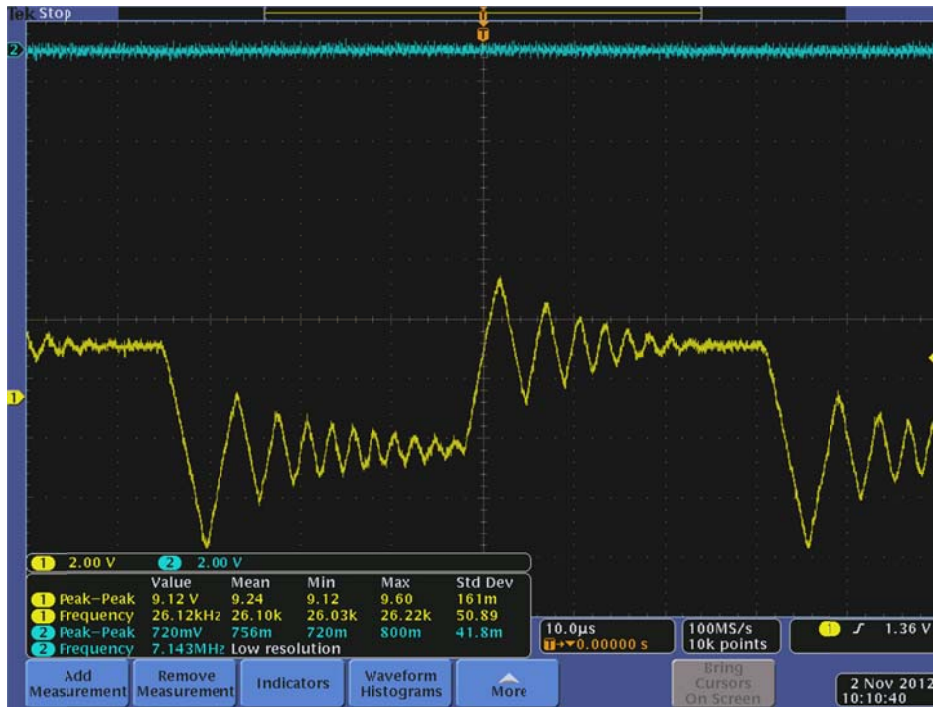 Tek Stop
T
2
T
1
1 2.00 V 2 2.00 V
Value Mean Min Max Std Dev
1 Peak-Peak 9.12 V 9.24 9.12 9.60 161m
1 Frequency 26.12kHz 26.10k 26.03k 26.22k 50.89
2 Peak-Peak 720mV 756m 720m 800m 41.8m
2 Frequency 7.143MHz Low resolution
10.0µs
T→▼0.00000 s
100MS/s
10k points
1 1.36 V
Add
Measurement
Remove
Measurement
Indicators
Waveform
Histograms
More
Bring
Cursors
On Screen
2 Nov 2012
10:10:40